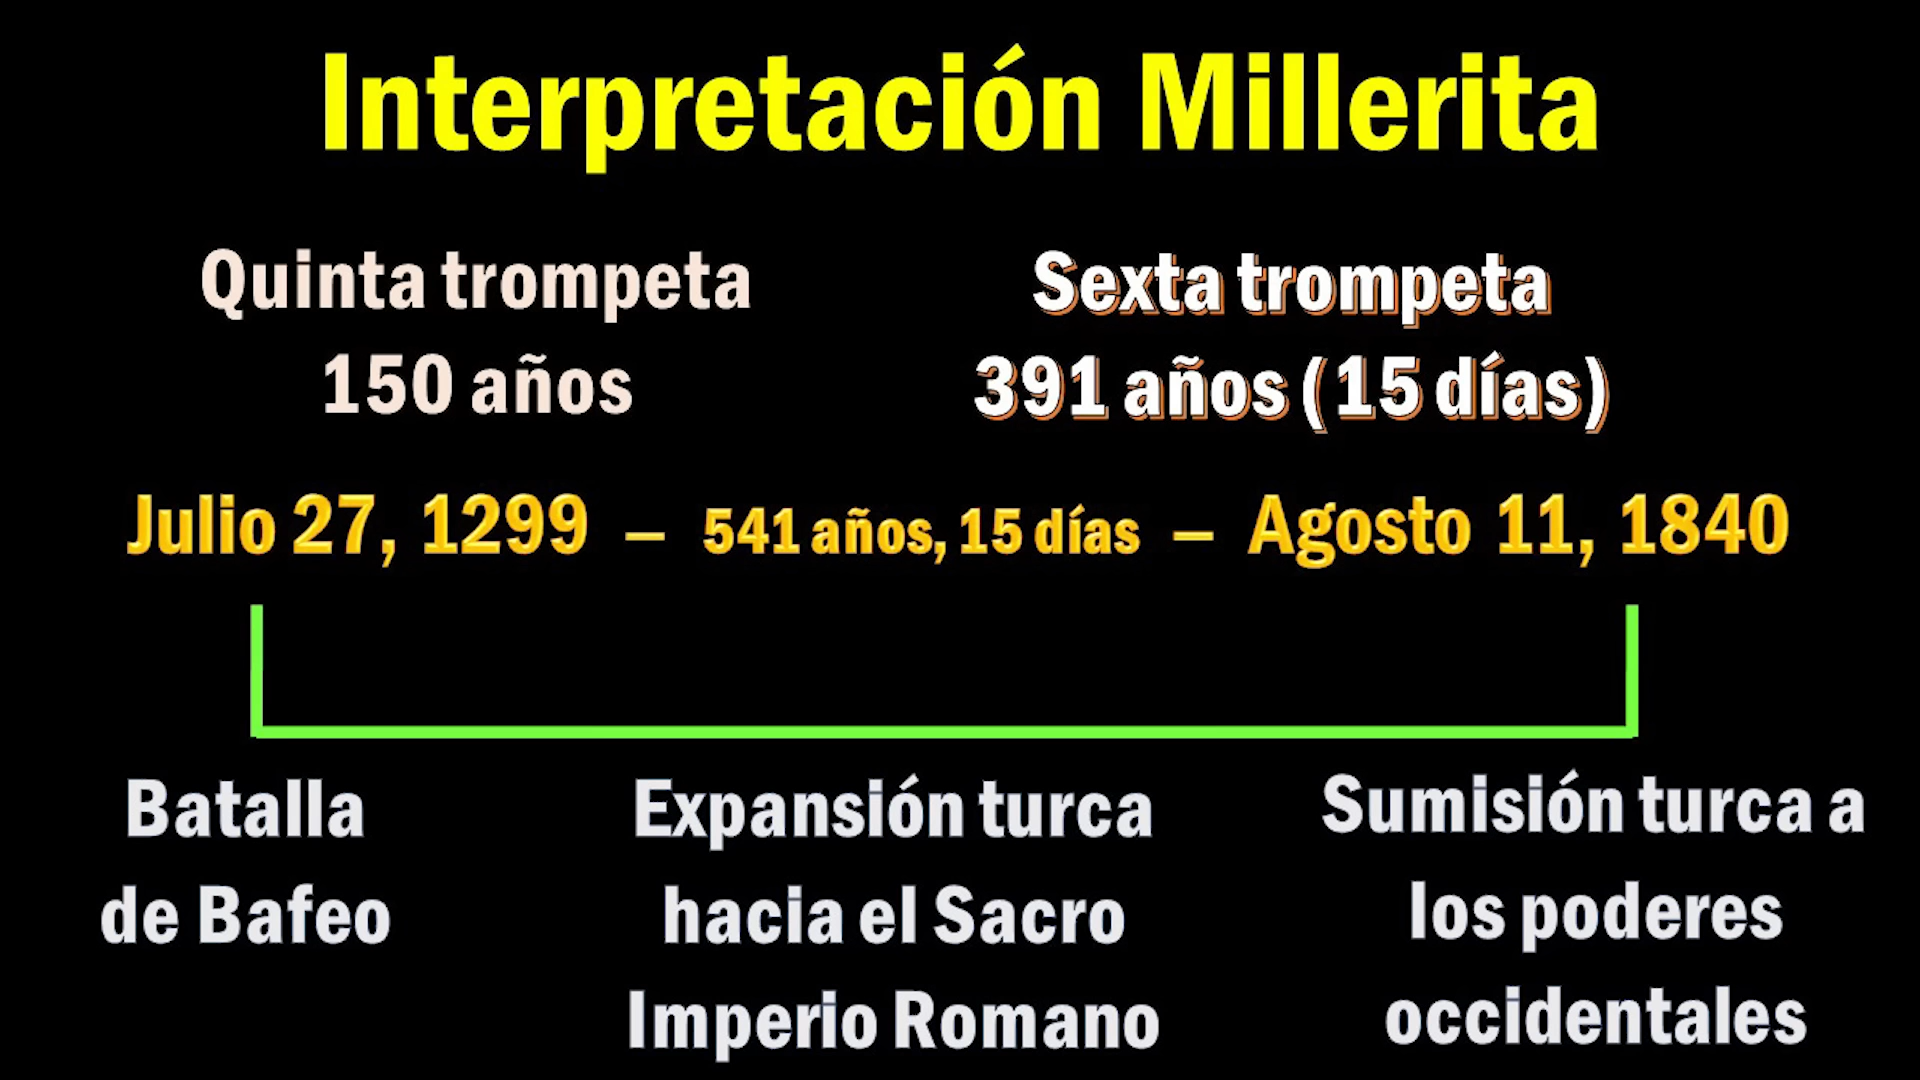 Interpretación Millerita
Quinta trompeta
150 años
Sexta trompeta
391 años (15 días)
Julio 27, 1299 – 541 años, 15 días – Agosto 11, 1840
Batalla
de Bafeo
Expansión turca
hacia el Sacro
Imperio Romano
Sumisión turca a
los poderes
occidentales